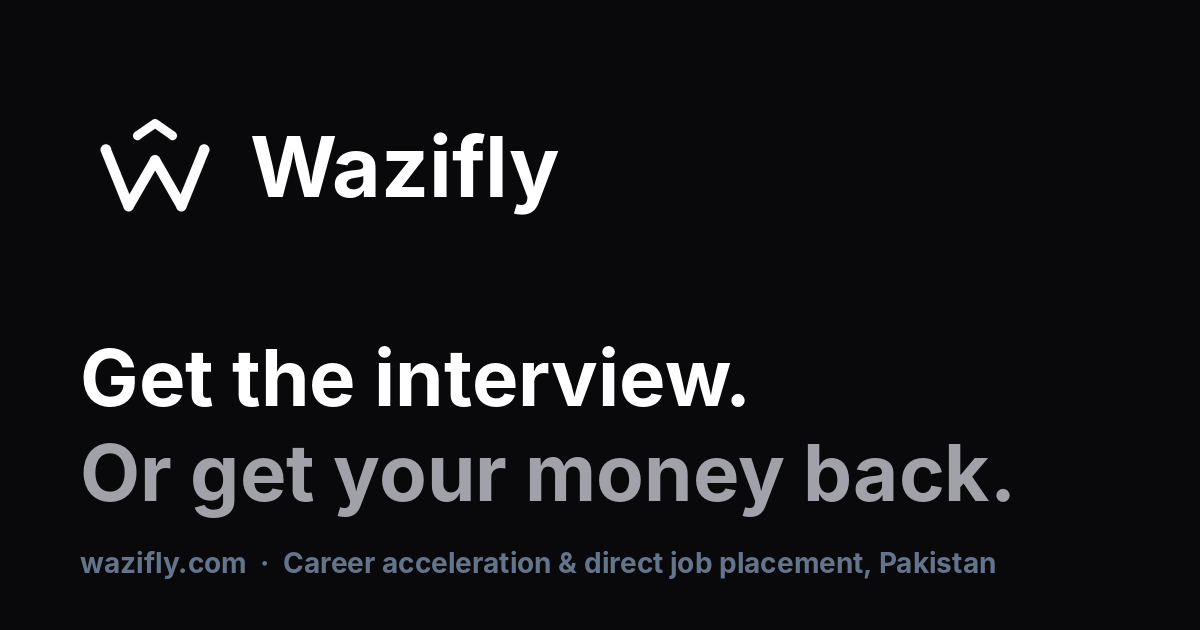 Wazifly
Get the interview.
Or get your money back.
wazifly.com · Career acceleration & direct job placement, Pakistan